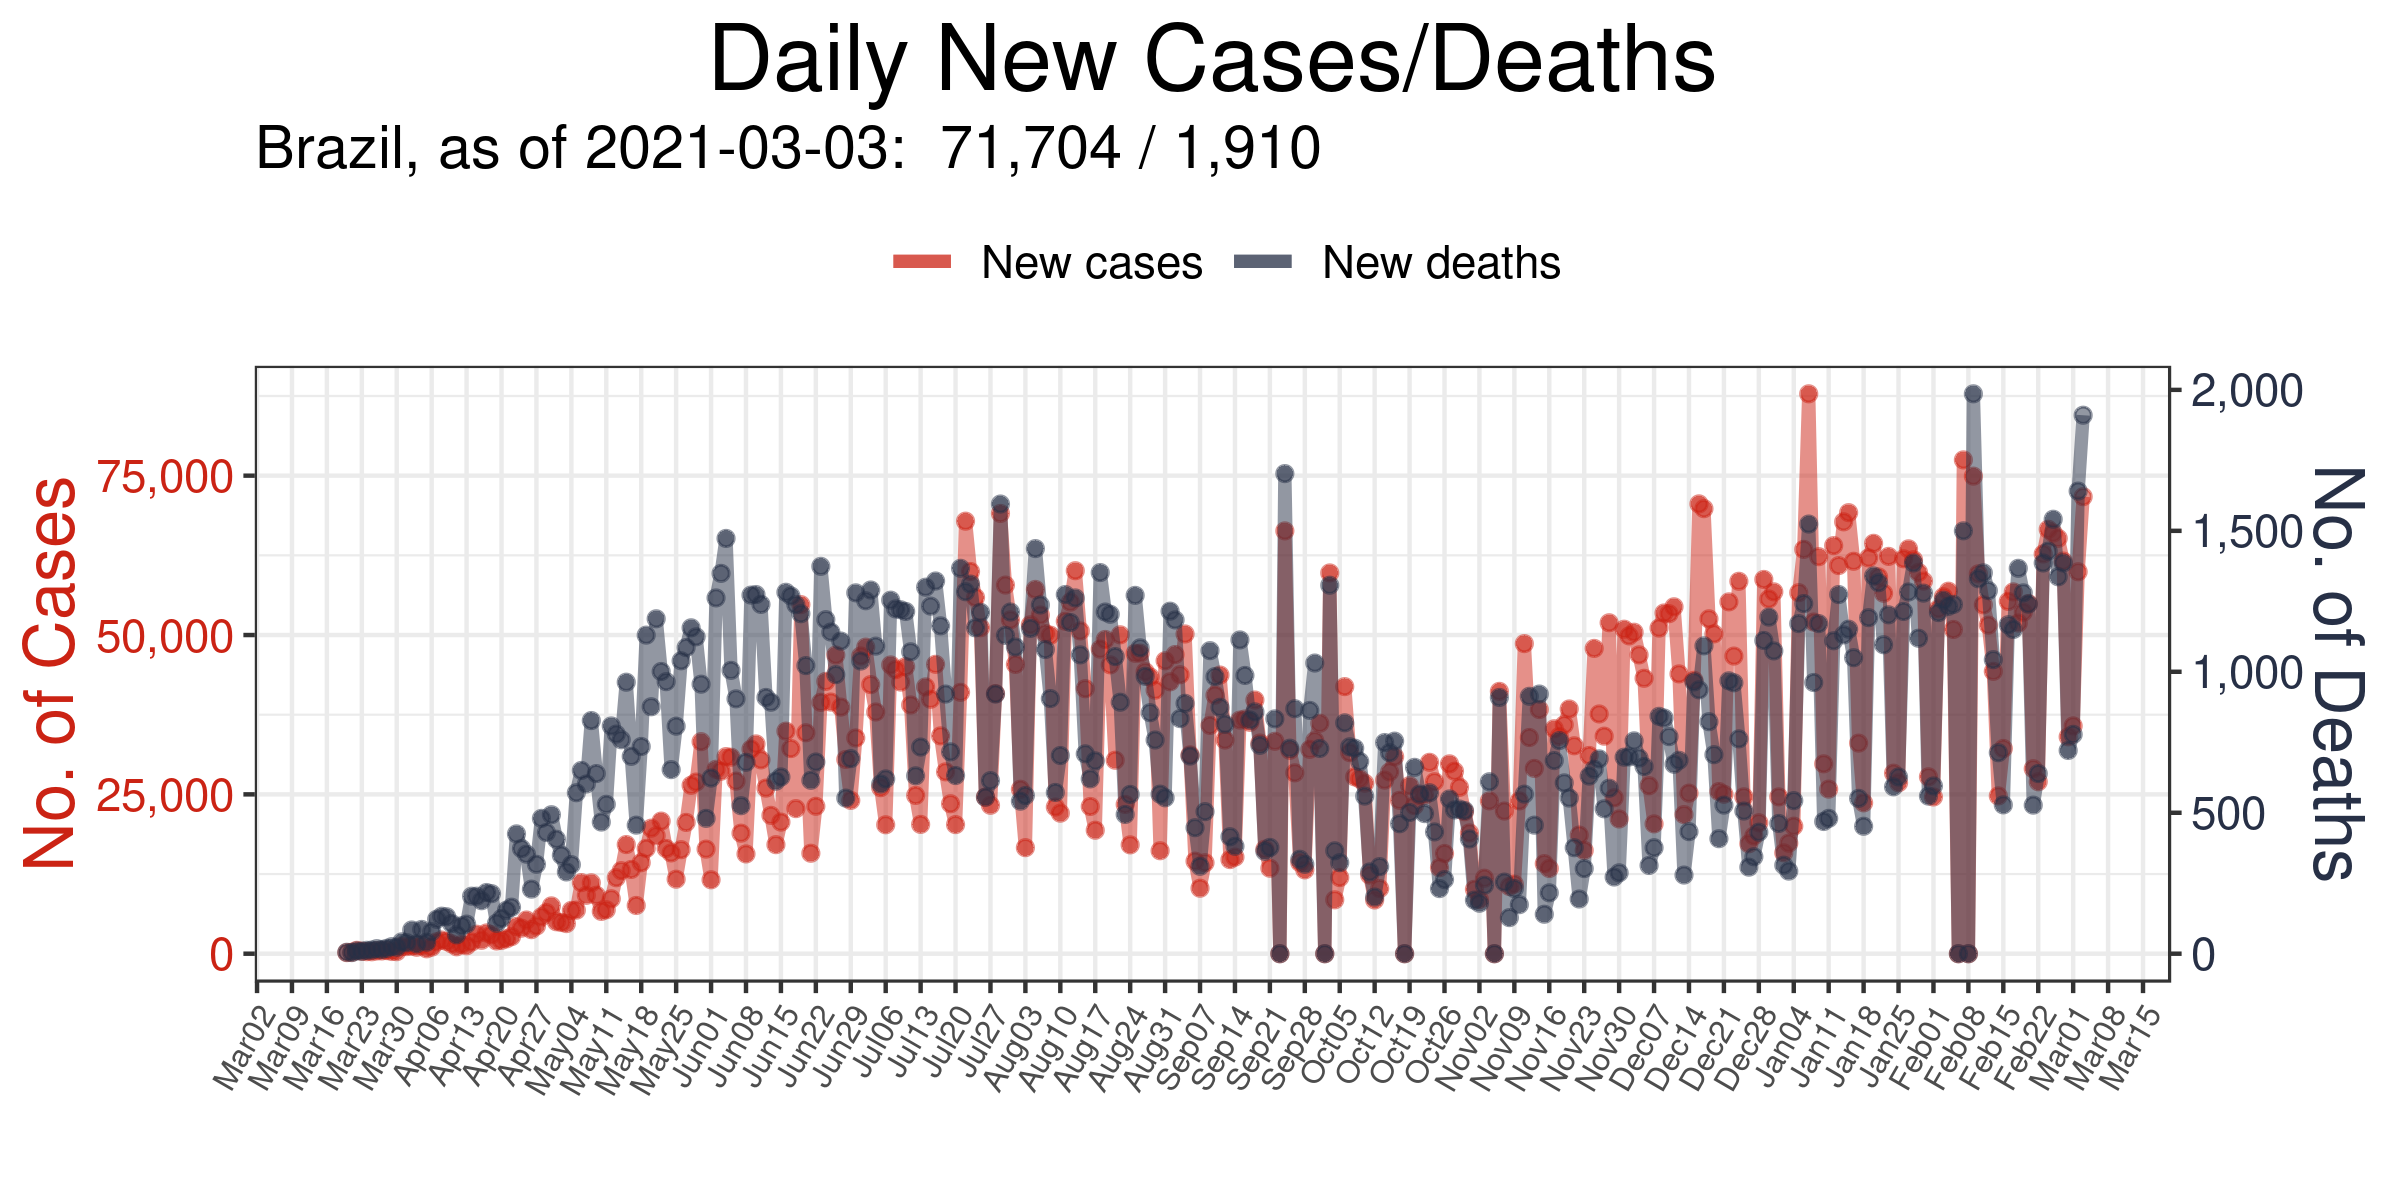 Daily New Cases/Deaths
Brazil, as of 2021-03-03:  71,704 / 1,910
New cases
New deaths
No. of Cases
75,000
50,000
25,000
0
2,000
1,500
1,000
500
0
No. of Deaths
Mar02
Mar09
Mar16
Mar23
Mar30
Apr06
Apr13
Apr20
Apr27
May04
May11
May18
May25
Jun01
Jun08
Jun15
Jun22
Jun29
Jul06
Jul13
Jul20
Jul27
Aug03
Aug10
Aug17
Aug24
Aug31
Sep07
Sep14
Sep21
Sep28
Oct05
Oct12
Oct19
Oct26
Nov02
Nov09
Nov16
Nov23
Nov30
Dec07
Dec14
Dec21
Dec28
Jan04
Jan11
Jan18
Jan25
Feb01
Feb08
Feb15
Feb22
Mar01
Mar08
Mar15